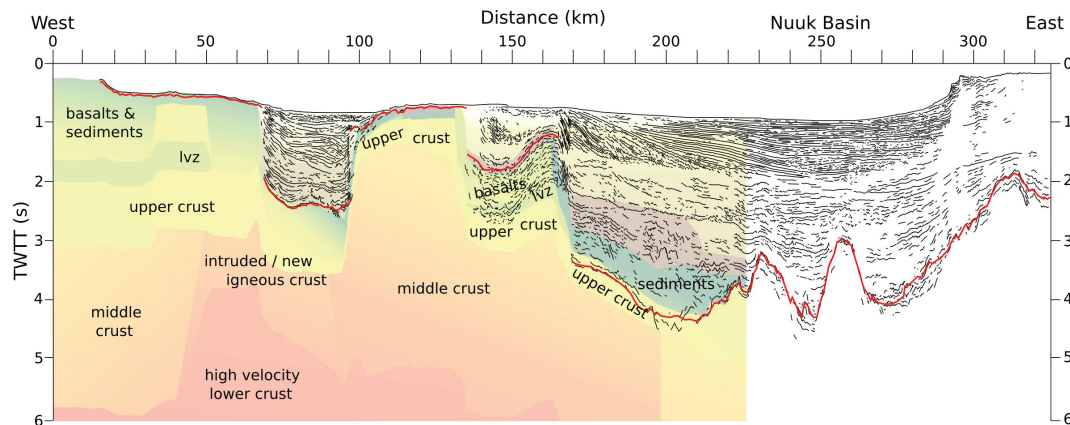 West
Distance (km)
Nuuk Basin
East
0
50
100
150
200
250
300
0
1
2
3
4
5
6
TWTT (s)
0
1
2
3
4
5
6
basalts &
sediments
lvz
upper crust
intruded / new
igneous crust
middle
crust
high velocity
lower crust
upper crust
middle crust
basalts
lvz
upper crust
sediments
upper crust